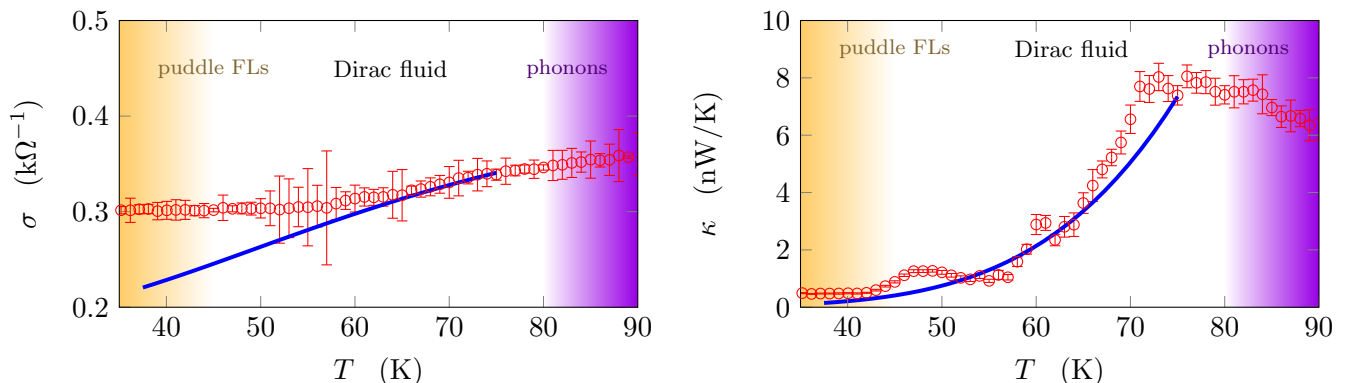 0.5
0.4
0.3
0.2
σ (kΩ⁻¹)
puddle FLs
Dirac fluid
phonons
40 50 60 70 80 90
T (K)
10
8
6
4
2
0
κ (nW/K)
puddle FLs
Dirac fluid
phonons
40 50 60 70 80 90
T (K)